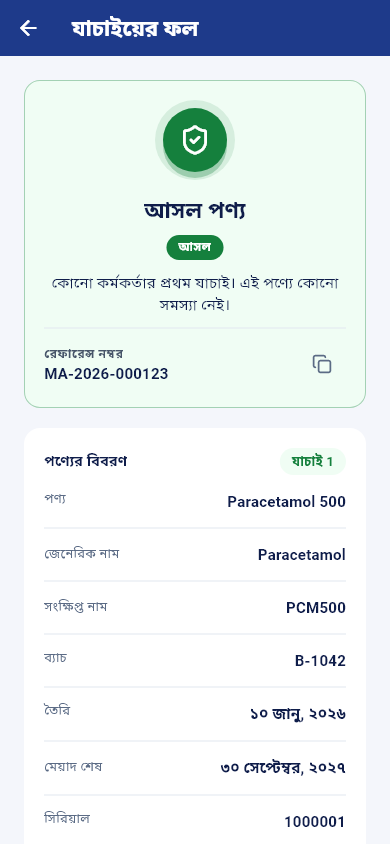 যাচাইয়ের ফল
আসল পণ্য
আসল
কোনো কর্মকর্তার প্রথম যাচাই। এই পণ্যে কোনো
সমস্যা নেই।
রেফারেন্স নম্বর
MA-2026-000123
পণ্যের বিবরণ
যাচাই 1
পণ্য
Paracetamol 500
জেনেরিক নাম
Paracetamol
সংক্ষিপ্ত নাম
PCM500
ব্যাচ
B-1042
তৈরি
১০ জানু, ২০২৬
মেয়াদ শেষ
৩০ সেপ্টেম্বর, ২০২৭
সিরিয়াল
1000001